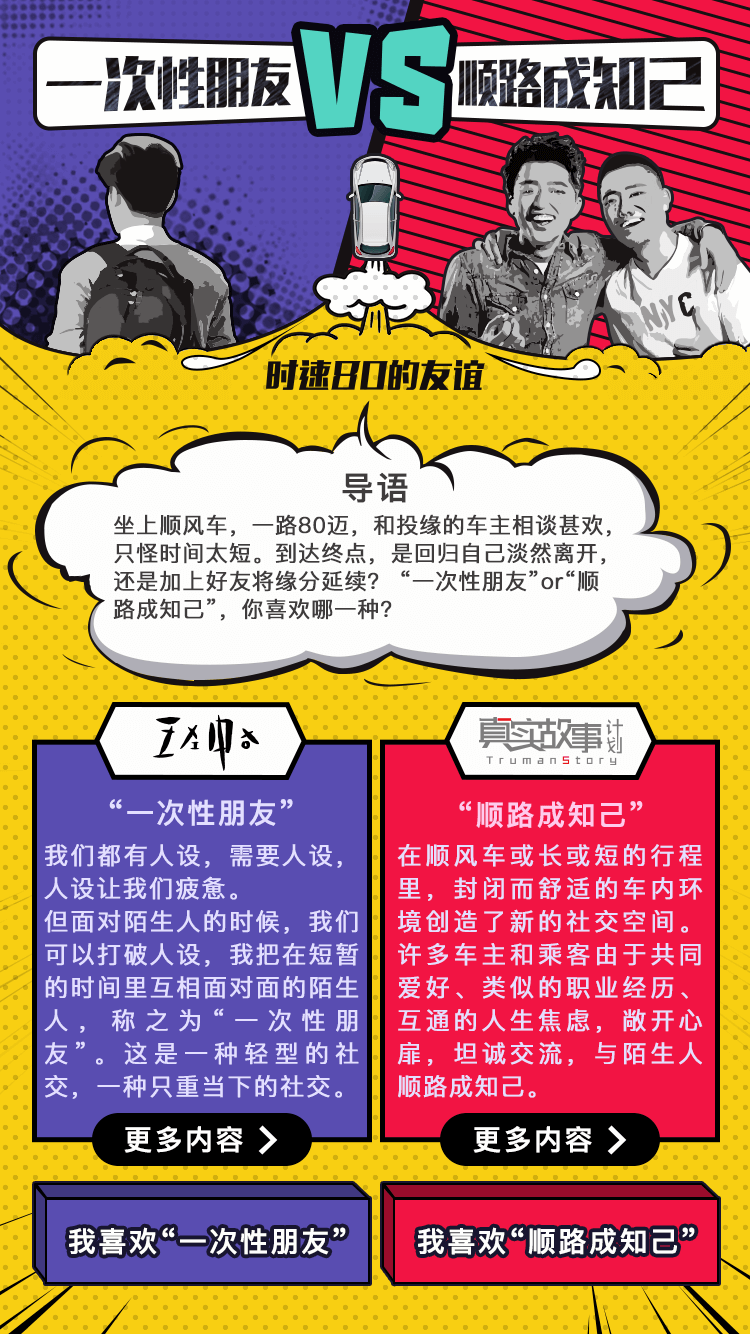 一次性朋友
VS
顺路成知己
NYC
时速80的友谊
导语
坐上顺风车，一路80迈，和投缘的车主相谈甚欢，
只怪时间太短。到达终点，是回归自己淡然离开，
还是加上好友将缘分延续？“一次性朋友”or“顺
路成知己”，你喜欢哪一种？
“一次性朋友”
我们都有人设，需要人设，
人设让我们疲惫。
但面对陌生人的时候，我们
可以打破人设，我把在短暂
的时间里互相面对面的陌生
人，称之为“一次性朋
友”。这是一种轻型的社
交，一种只重当下的社交。
更多内容
我喜欢“一次性朋友”
真实故事计划
TrumanStory
“顺路成知己”
在顺风车或长或短的行程
里，封闭而舒适的车内环
境创造了新的社交空间。
许多车主和乘客由于共同
爱好、类似的职业经历、
互通的人生焦虑，敞开心
扉，坦诚交流，与陌生人
顺路成知己。
更多内容
我喜欢“顺路成知己”